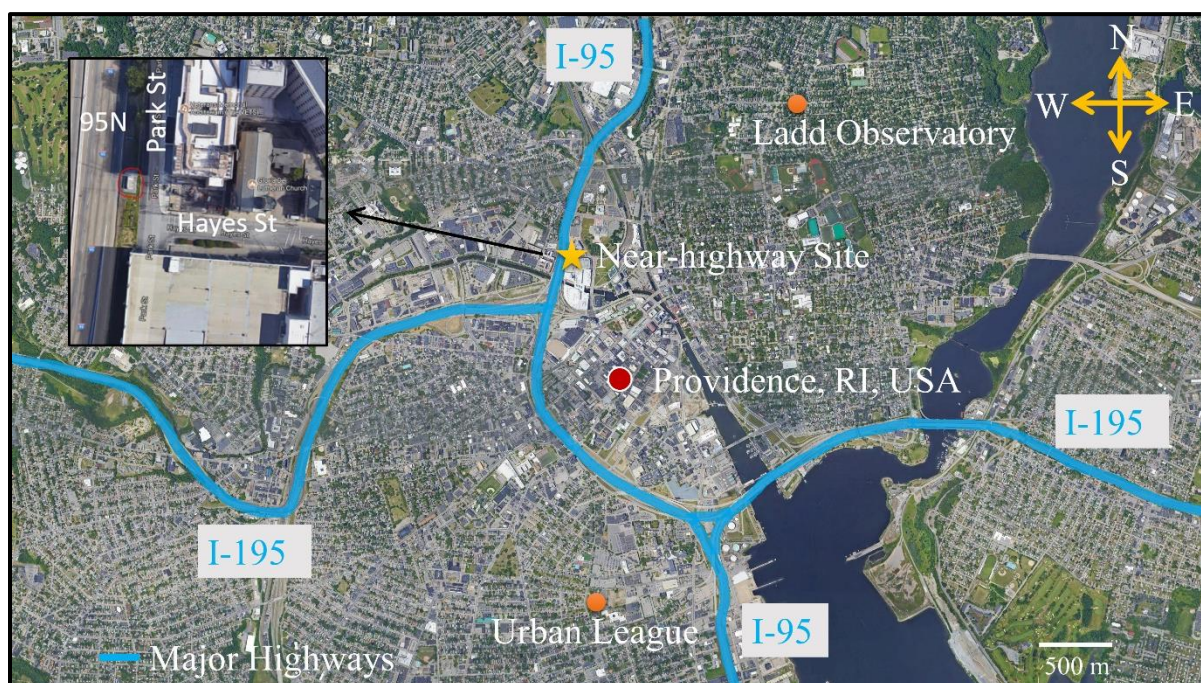 I-95
N
W
E
S
Ladd Observatory
95N
Park St
Hayes St
Near-highway Site
Providence, RI, USA
I-195
I-195
Urban League
I-95
Major Highways
500 m